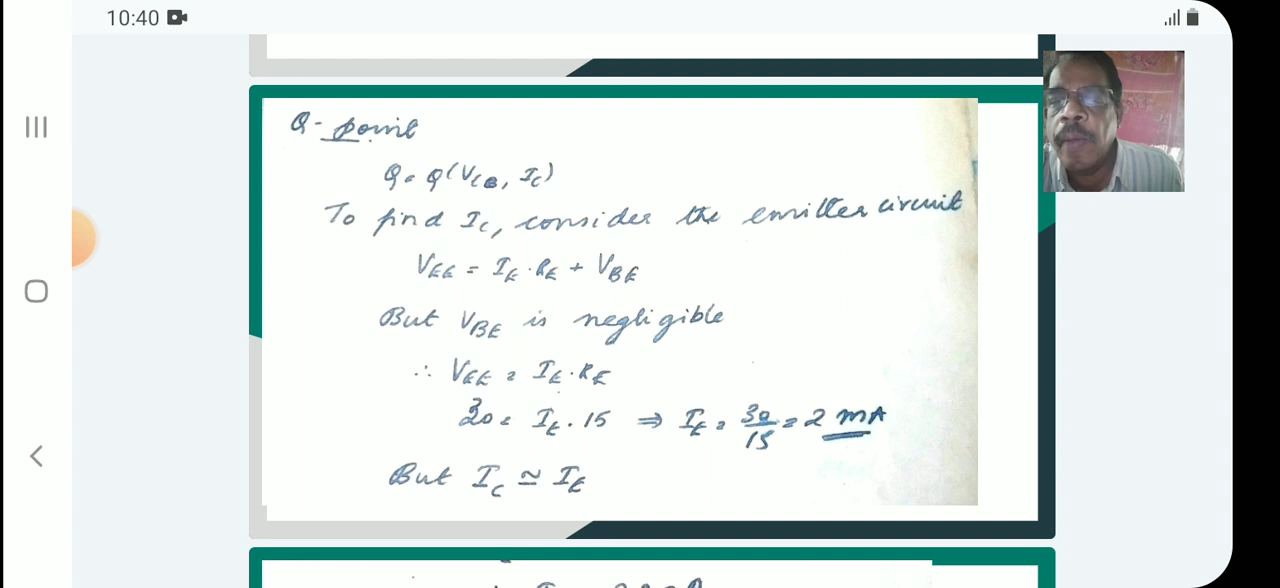 10:40
Q-point
Q = Q(VCB, IC)
To find IC, consider the emitter circuit
VEE = IE·RE + VBE
But VBE is negligible
∴ VEE = IE·RE
30 = IE·15 ⇒ IE = 30/15 = 2 mA
But IC ≃ IE